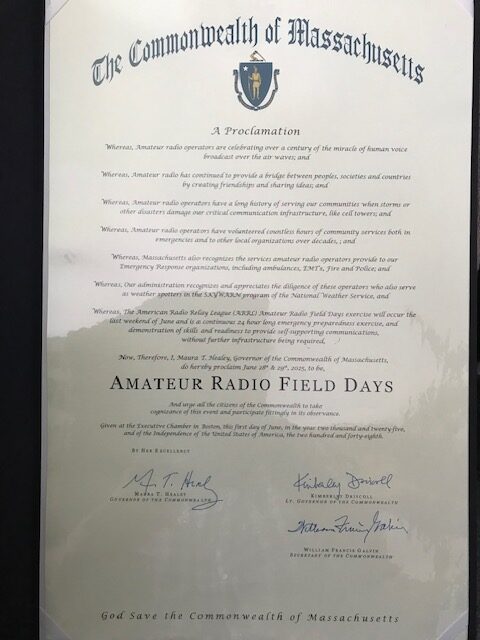 The Commonwealth of Massachusetts
A Proclamation
Whereas, Amateur radio operators are celebrating over a century of the miracle of human voice
broadcast over the air waves; and
Whereas, Amateur radio has continued to provide a bridge between peoples, societies and countries
by creating friendships and sharing ideas; and
Whereas, Amateur radio operators have a long history of serving our communities when storms or
other disasters damage our critical communication infrastructure, like cell towers; and
Whereas, Amateur radio operators have volunteered countless hours of community services both in
emergencies and to other local organizations over decades, ; and
Whereas, Massachusetts also recognizes the services amateur radio operators provide to our
Emergency Response organizations, including ambulances, EMTs, Fire and Police; and
Whereas, Our administration recognizes and appreciates the diligence of these operators who also serve
as weather spotters in the SKYWARN program of the National Weather Service, and
Whereas, The American Radio Relay League (ARRL) Amateur Radio Field Days exercise will occur the
last weekend of June and is a continuous 24 hour long emergency preparedness exercise, and
demonstration of skills and readiness to provide self-supporting communications,
without further infrastructure being required,
Now, Therefore, I, Maura T. Healey, Governor of the Commonwealth of Massachusetts,
do hereby proclaim June 28th & 29th, 2025, to be,
AMATEUR RADIO FIELD DAYS
And urge all the citizens of the Commonwealth to take
cognizance of this event and participate fittingly in its observance.
Given at the Executive Chamber in Boston, this first day of June, in the year two thousand and twenty-five,
and of the Independence of the United States of America, the two hundred and forty-eighth.
BY HER EXCELLENCY
M. T. Heal
Kimberley Driscoll
MAURA T. HEALEY
GOVERNOR OF THE COMMONWEALTH
KIMBERLEY DRISCOLL
LT. GOVERNOR OF THE COMMONWEALTH
William Francis Galvin
WILLIAM FRANCIS GALVIN
SECRETARY OF THE COMMONWEALTH
God Save the Commonwealth of Massachusetts